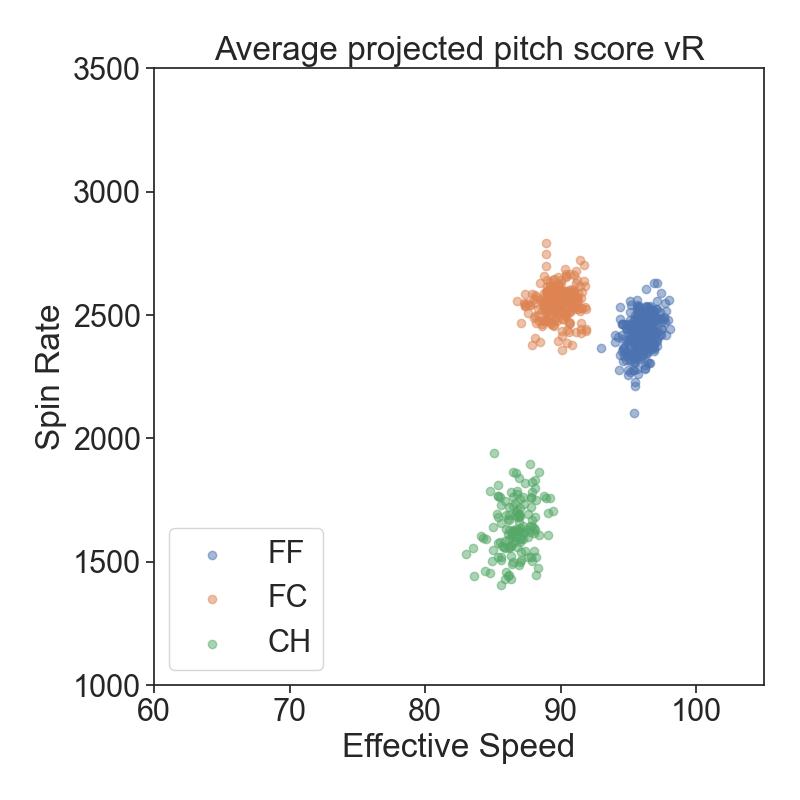 Average projected pitch score vR
3500
3000
2500
2000
1500
1000
Spin Rate
FF
FC
CH
60 70 80 90 100
Effective Speed